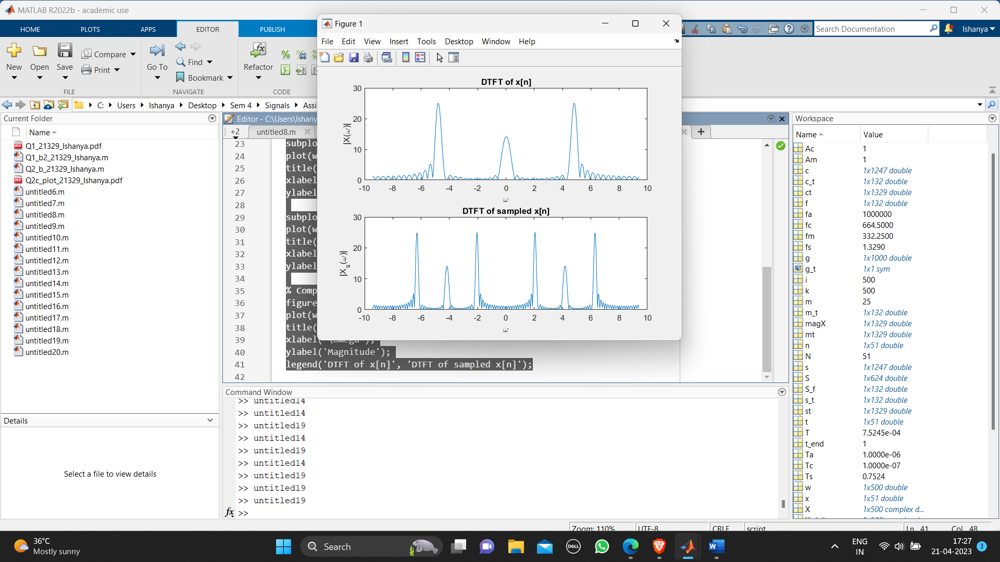 MATLAB R2022b - academic use
HOME PLOTS APPS EDITOR PUBLISH
Search Documentation
Ishanya
New Open Save Compare Print
FILE
Go To Find Bookmark
NAVIGATE
Refactor
CODE
C: Users Ishanya Desktop Sem 4 Signals Assi
Current Folder
Name
Q1_21329_Ishanya.pdf
Q1_b2_21329_Ishanya.m
Q2_b_21329_Ishanya.m
Q2c_plot_21329_Ishanya.pdf
untitled6.m
untitled7.m
untitled8.m
untitled9.m
untitled10.m
untitled11.m
untitled12.m
untitled13.m
untitled14.m
untitled15.m
untitled16.m
untitled17.m
untitled18.m
untitled19.m
untitled20.m
Details
Select a file to view details
Editor - C:\Users\Ishanya
+2 untitled8.m
23 subplo
24 plot(w
25 title(
26 xlabel
27 ylabel
28
29 subplo
30 plot(w
31 title(
32 xlabel
33 ylabel
34
35 % Comp
36 figure
37 plot(w
38 title(
39 xlabel('\omega');
40 ylabel('Magnitude');
41 legend('DTFT of x[n]', 'DTFT of sampled x[n]');
42
Figure 1
File Edit View Insert Tools Desktop Window Help
DTFT of x[n]
|X(ω)|
30
20
10
0
-10 -8 -6 -4 -2 0 2 4 6 8 10
ω
DTFT of sampled x[n]
|Xs(ω)|
30
20
10
0
-10 -8 -6 -4 -2 0 2 4 6 8 10
ω
Command Window
>> untitled14
>> untitled14
>> untitled19
>> untitled14
>> untitled19
>> untitled14
>> untitled19
>> untitled19
>> untitled19
fx >>
Workspace
Name Value
Ac 1
Am 1
c 1x1247 double
c_t 1x132 double
ct 1x1329 double
f 1x132 double
fa 1000000
fc 664.5000
fm 332.2500
fs 1.3290
g 1x1000 double
g_t 1x1 sym
i 500
k 500
m 25
m_t 1x132 double
magX 1x1329 double
mt 1x1329 double
n 1x51 double
N 51
s 1x1247 double
S 1x624 double
S_f 1x132 double
s_t 1x132 double
st 1x1329 double
t 1x51 double
T 7.5245e-04
t_end 1
Ta 1.0000e-06
Tc 1.0000e-07
Ts 0.7524
w 1x500 double
x 1x51 double
X 1x500 complex d...
Zoom: 110% UTF-8 CRLF script Ln 41 Col 48
36°C
Mostly sunny
Search
DELL
ENG
IN
17:27
21-04-2023
3